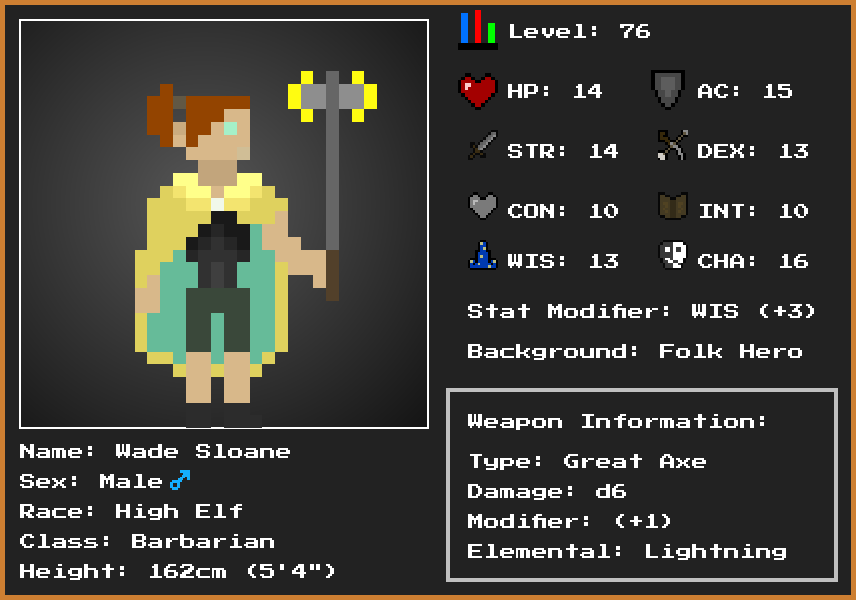 Level: 76
HP: 14 AC: 15
STR: 14 DEX: 13
CON: 10 INT: 10
WIS: 13 CHA: 16
Stat Modifier: WIS (+3)
Background: Folk Hero
Weapon Information:
Type: Great Axe
Damage: d6
Modifier: (+1)
Elemental: Lightning
Name: Wade Sloane
Sex: Male♂
Race: High Elf
Class: Barbarian
Height: 162cm (5'4")